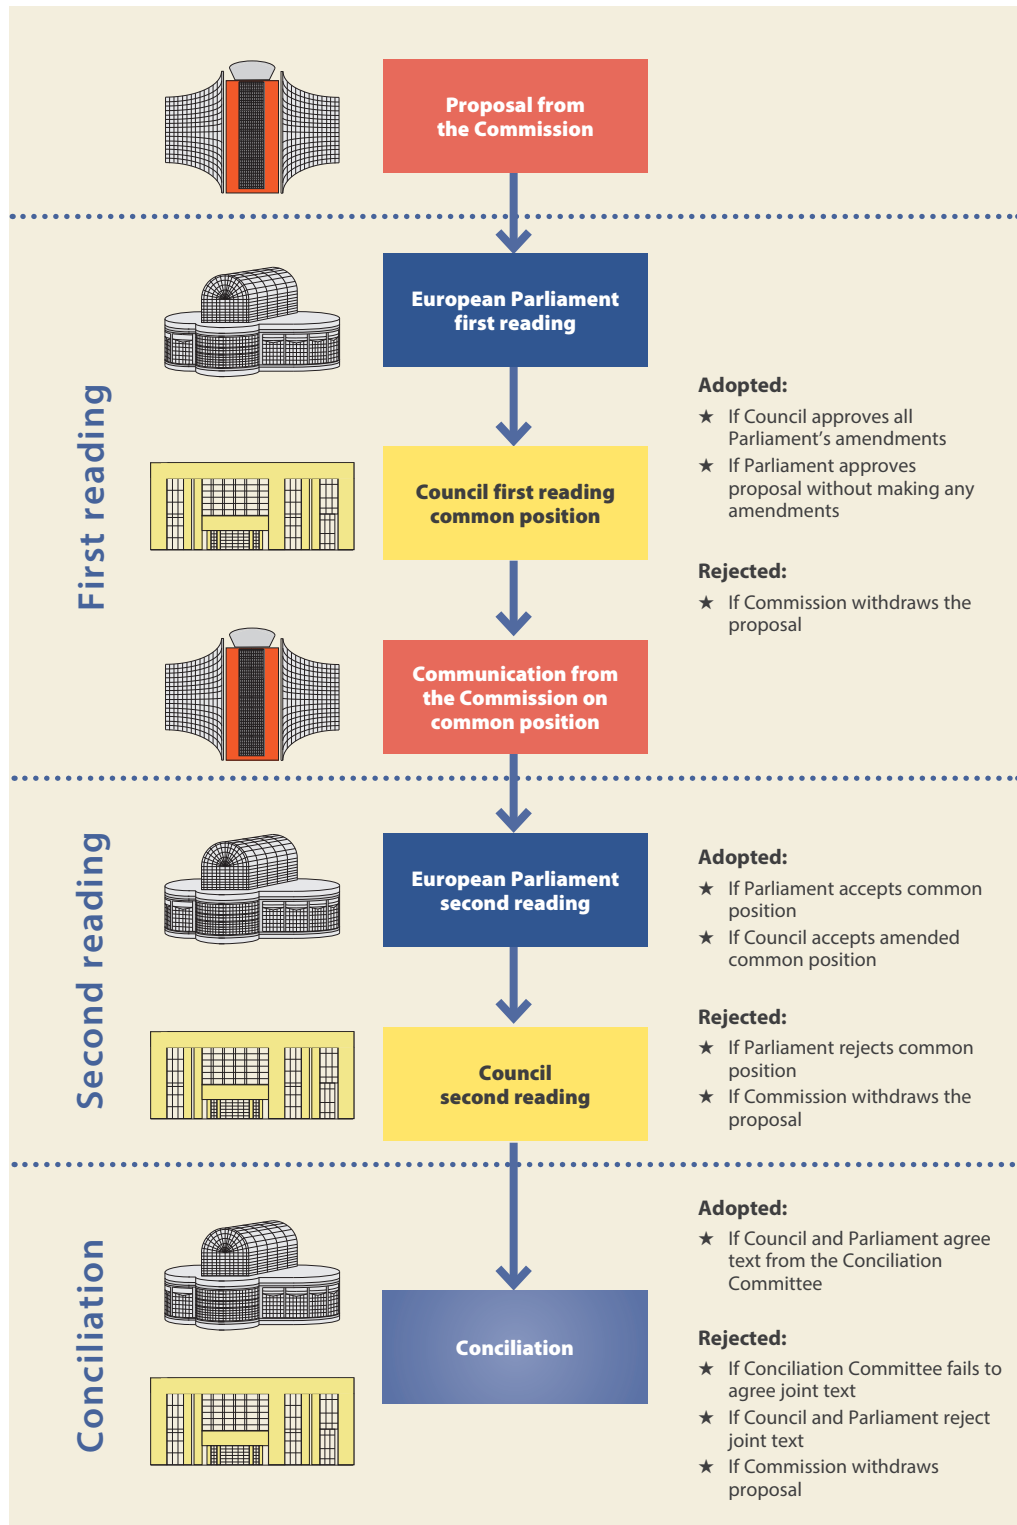 Proposal from
the Commission
First reading
European Parliament
first reading
Council first reading
common position
Communication from
the Commission on
common position
Adopted:
★ If Council approves all
Parliament’s amendments
★ If Parliament approves
proposal without making any
amendments
Rejected:
★ If Commission withdraws the
proposal
Second reading
European Parliament
second reading
Council
second reading
Adopted:
★ If Parliament accepts common
position
★ If Council accepts amended
common position
Rejected:
★ If Parliament rejects common
position
★ If Commission withdraws the
proposal
Conciliation
Conciliation
Adopted:
★ If Council and Parliament agree
text from the Conciliation
Committee
Rejected:
★ If Conciliation Committee fails to
agree joint text
★ If Council and Parliament reject
joint text
★ If Commission withdraws
proposal